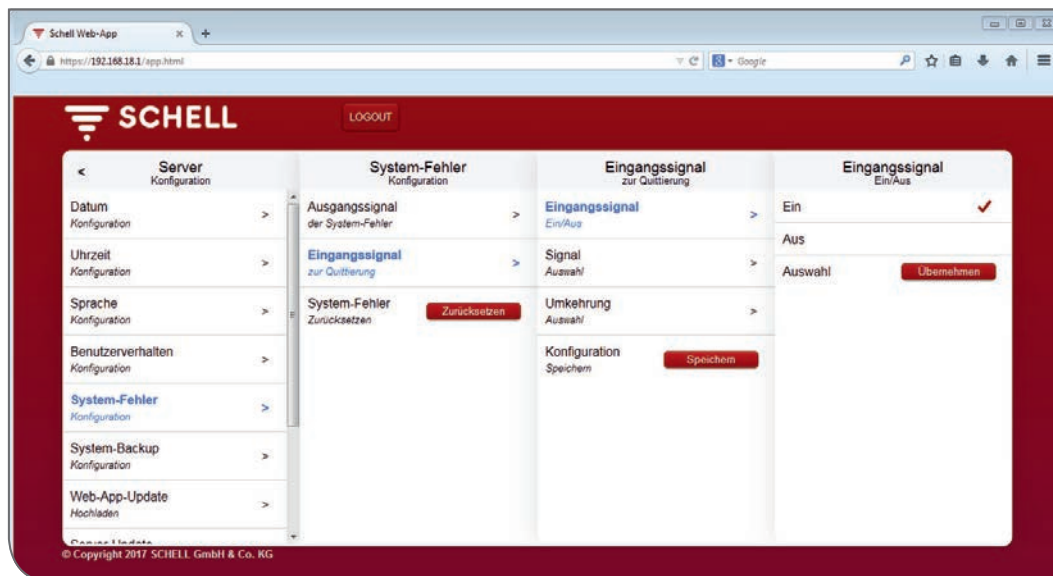 Schell Web-App
https://192.168.18.1/app.html
Google
SCHELL
LOGOUT
Server
Konfiguration
Datum
Konfiguration
Uhrzeit
Konfiguration
Sprache
Konfiguration
Benutzerverhalten
Konfiguration
System-Fehler
Konfiguration
System-Backup
Konfiguration
Web-App-Update
Hochladen
Server-Update
System-Fehler
Konfiguration
Ausgangssignal
der System-Fehler
Eingangssignal
zur Quittierung
System-Fehler
Zurücksetzen
Zurücksetzen
Eingangssignal
zur Quittierung
Eingangssignal
Ein/Aus
Signal
Auswahl
Umkehrung
Auswahl
Konfiguration
Speichern
Speichern
Eingangssignal
Ein/Aus
Ein
Aus
Auswahl
Übernehmen
© Copyright 2017 SCHELL GmbH & Co. KG